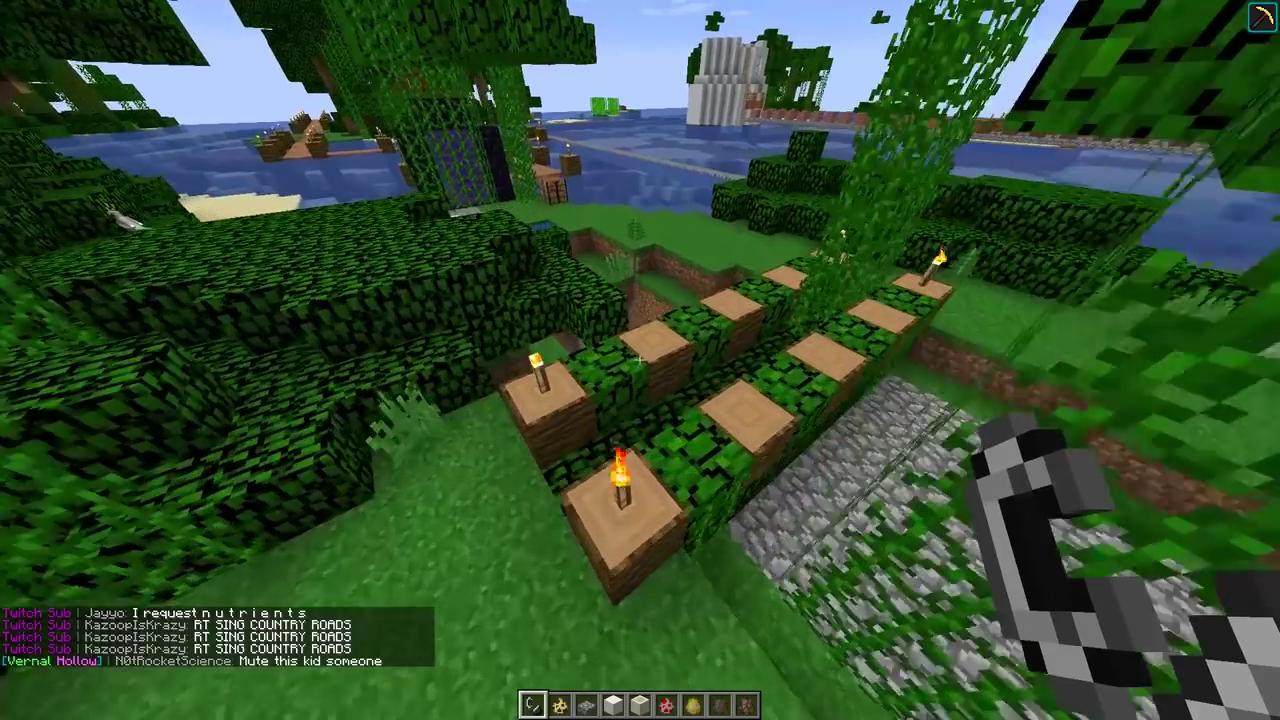 Twitch Sub | Jayyo: I request n u t r i e n t s
Twitch Sub | KazoopIsKrazy: RT SING COUNTRY ROADS
Twitch Sub | KazoopIsKrazy: RT SING COUNTRY ROADS
Twitch Sub | KazoopIsKrazy: RT SING COUNTRY ROADS
[Vernal Hollow] | N0tRocketScience: Mute this kid someone